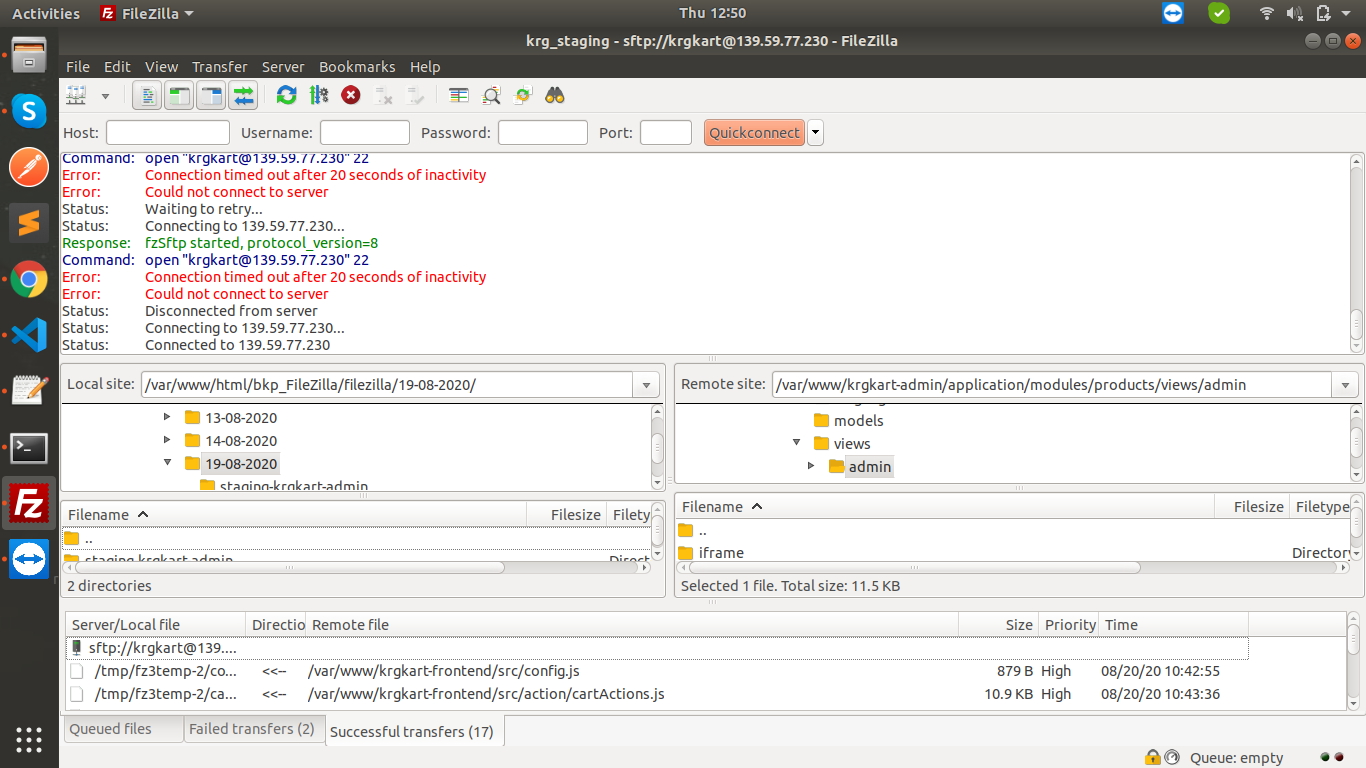 Activities FileZilla Thu 12:50
krg_staging - sftp://krgkart@139.59.77.230 - FileZilla
File Edit View Transfer Server Bookmarks Help
Host: Username: Password: Port: Quickconnect
Command: open "krgkart@139.59.77.230" 22
Error: Connection timed out after 20 seconds of inactivity
Error: Could not connect to server
Status: Waiting to retry...
Status: Connecting to 139.59.77.230...
Response: fzSftp started, protocol_version=8
Command: open "krgkart@139.59.77.230" 22
Error: Connection timed out after 20 seconds of inactivity
Error: Could not connect to server
Status: Disconnected from server
Status: Connecting to 139.59.77.230...
Status: Connected to 139.59.77.230
Local site: /var/www/html/bkp_FileZilla/filezilla/19-08-2020/
13-08-2020
14-08-2020
19-08-2020
staging-krgkart-admin
Filename Filesize Filety
..
staging-krgkart-admin Direct
2 directories
Remote site: /var/www/krgkart-admin/application/modules/products/views/admin
models
views
admin
Filename Filesize Filetype
..
iframe Directory
Selected 1 file. Total size: 11.5 KB
Server/Local file Directio Remote file Size Priority Time
sftp://krgkart@139....
/tmp/fz3temp-2/co... <<-- /var/www/krgkart-frontend/src/config.js 879 B High 08/20/20 10:42:55
/tmp/fz3temp-2/ca... <<-- /var/www/krgkart-frontend/src/action/cartActions.js 10.9 KB High 08/20/20 10:43:36
Queued files Failed transfers (2) Successful transfers (17)
Queue: empty